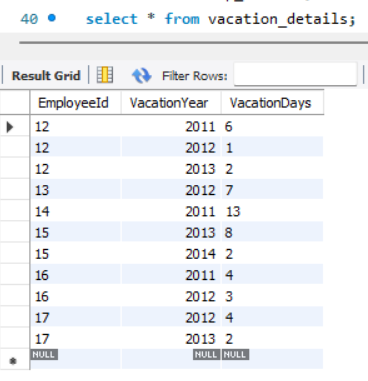 40 select * from vacation_details;
Result Grid Filter Rows:
EmployeeId VacationYear VacationDays
12 2011 6
12 2012 1
12 2013 2
13 2012 7
14 2011 13
15 2013 8
15 2014 2
16 2011 4
16 2012 3
17 2012 4
17 2013 2
NULL NULL NULL